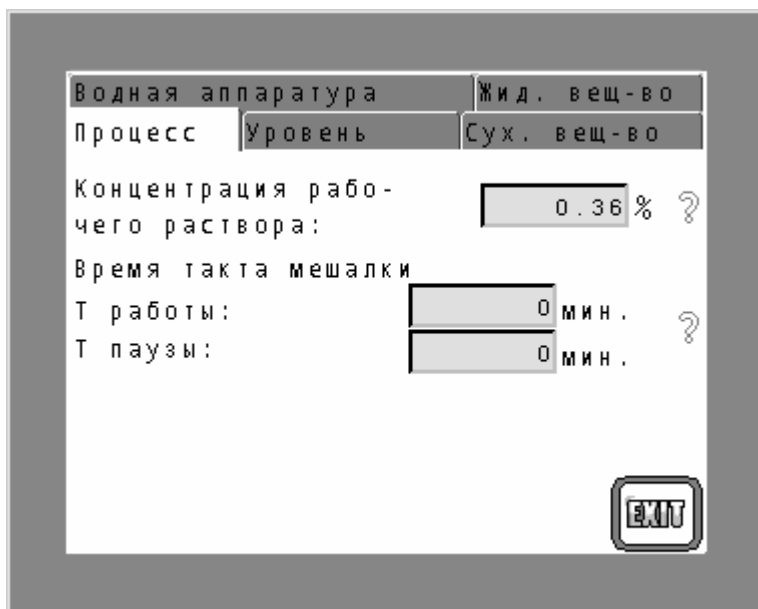 Водная аппаратура Жид. вещ-во
Процесс Уровень Сух. вещ-во
Концентрация рабо-
чего раствора:
0.36 % ?
Время такта мешалки
Т работы: 0 мин.
?
Т паузы: 0 мин.
EXIT